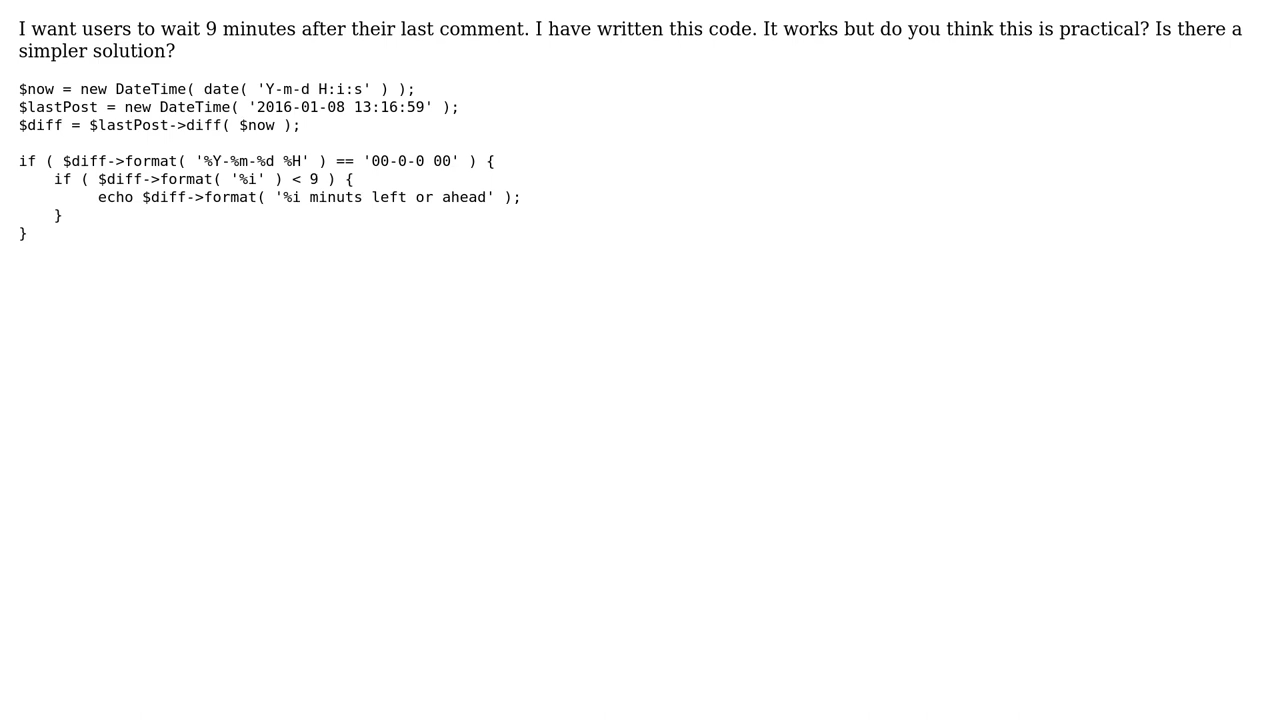 I want users to wait 9 minutes after their last comment. I have written this code. It works but do you think this is practical? Is there a
simpler solution?
$now = new DateTime( date( 'Y-m-d H:i:s' ) );
$lastPost = new DateTime( '2016-01-08 13:16:59' );
$diff = $lastPost->diff( $now );
if ( $diff->format( '%Y-%m-%d %H' ) == '00-0-0 00' ) {
    if ( $diff->format( '%i' ) < 9 ) {
         echo $diff->format( '%i minuts left or ahead' );
    }
}